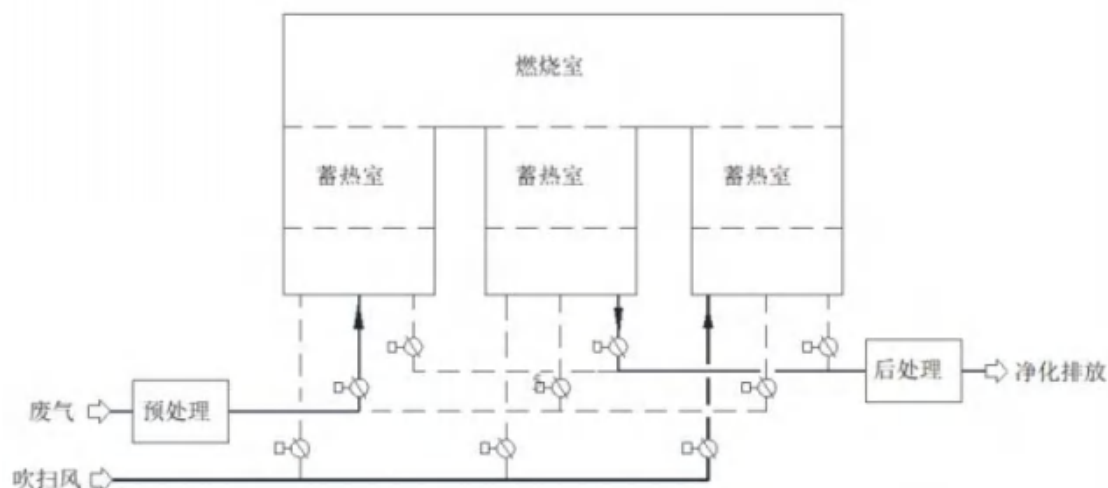 燃烧室
蓄热室 蓄热室 蓄热室
后处理 净化排放
废气 预处理
吹扫风